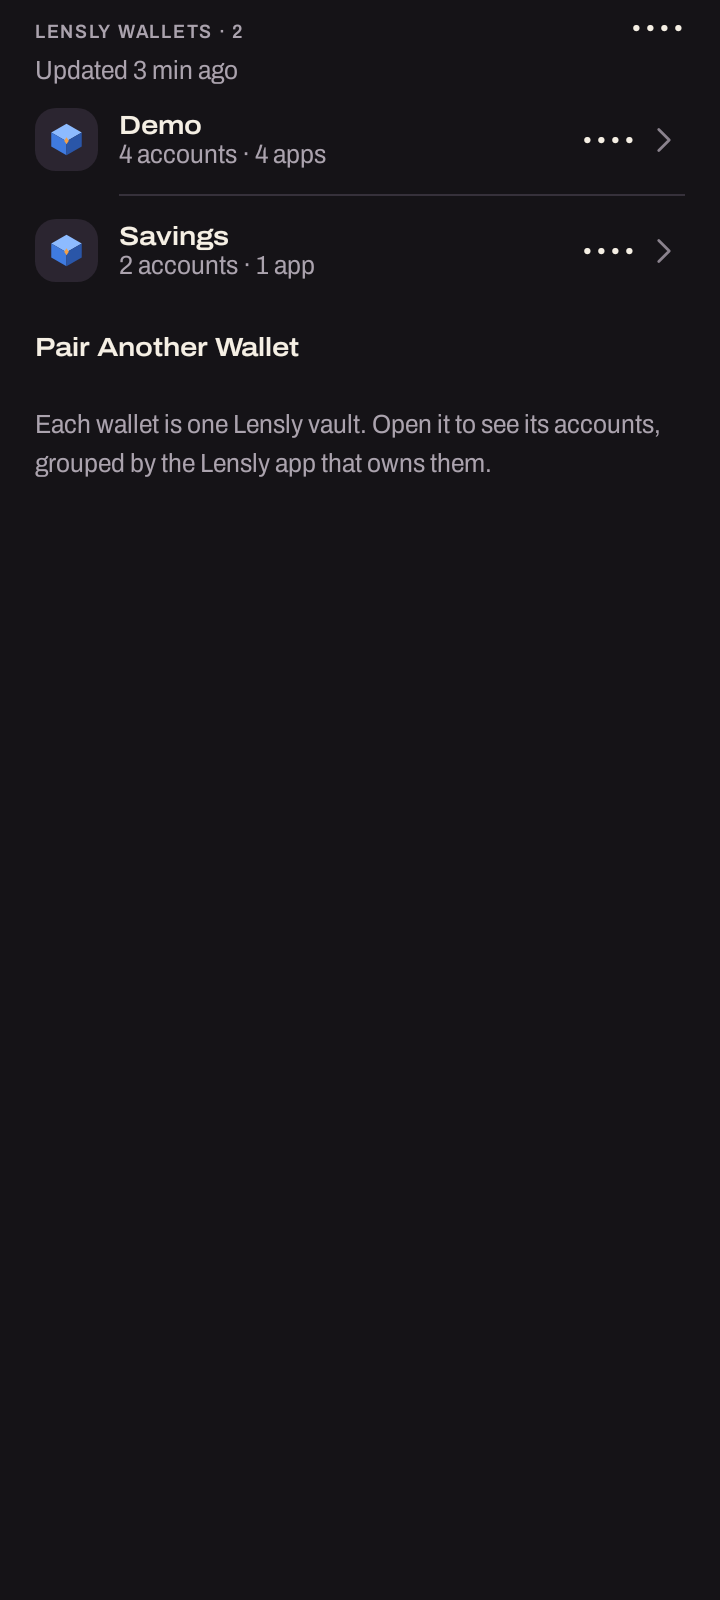 LENSLY WALLETS · 2
••••
Updated 3 min ago
Demo
4 accounts · 4 apps
••••
Savings
2 accounts · 1 app
••••
Pair Another Wallet
Each wallet is one Lensly vault. Open it to see its accounts,
grouped by the Lensly app that owns them.